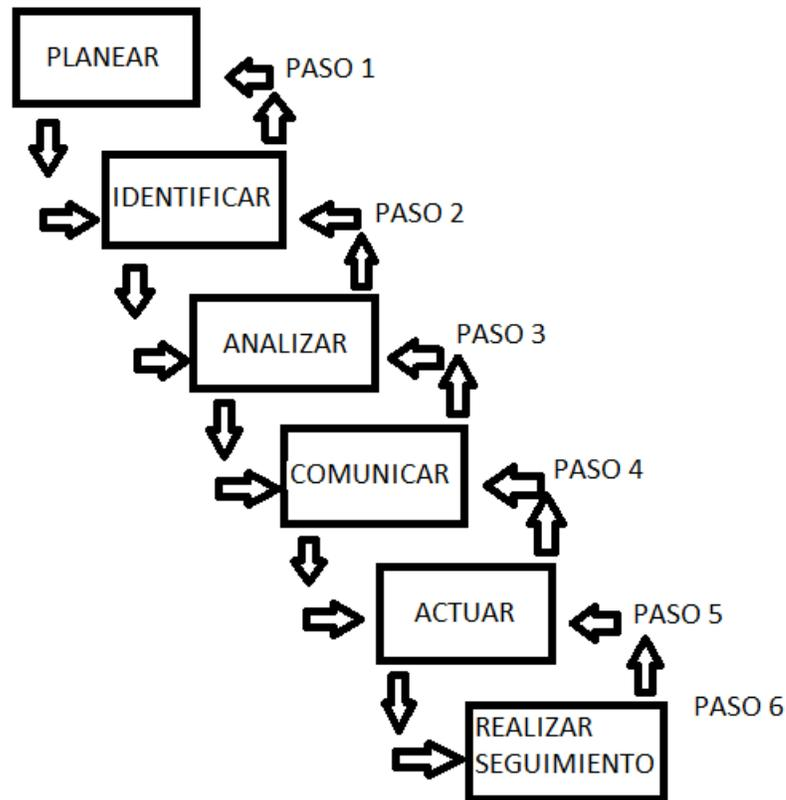 PLANEAR
PASO 1
IDENTIFICAR
PASO 2
ANALIZAR
PASO 3
COMUNICAR
PASO 4
ACTUAR
PASO 5
REALIZAR
SEGUIMIENTO
PASO 6